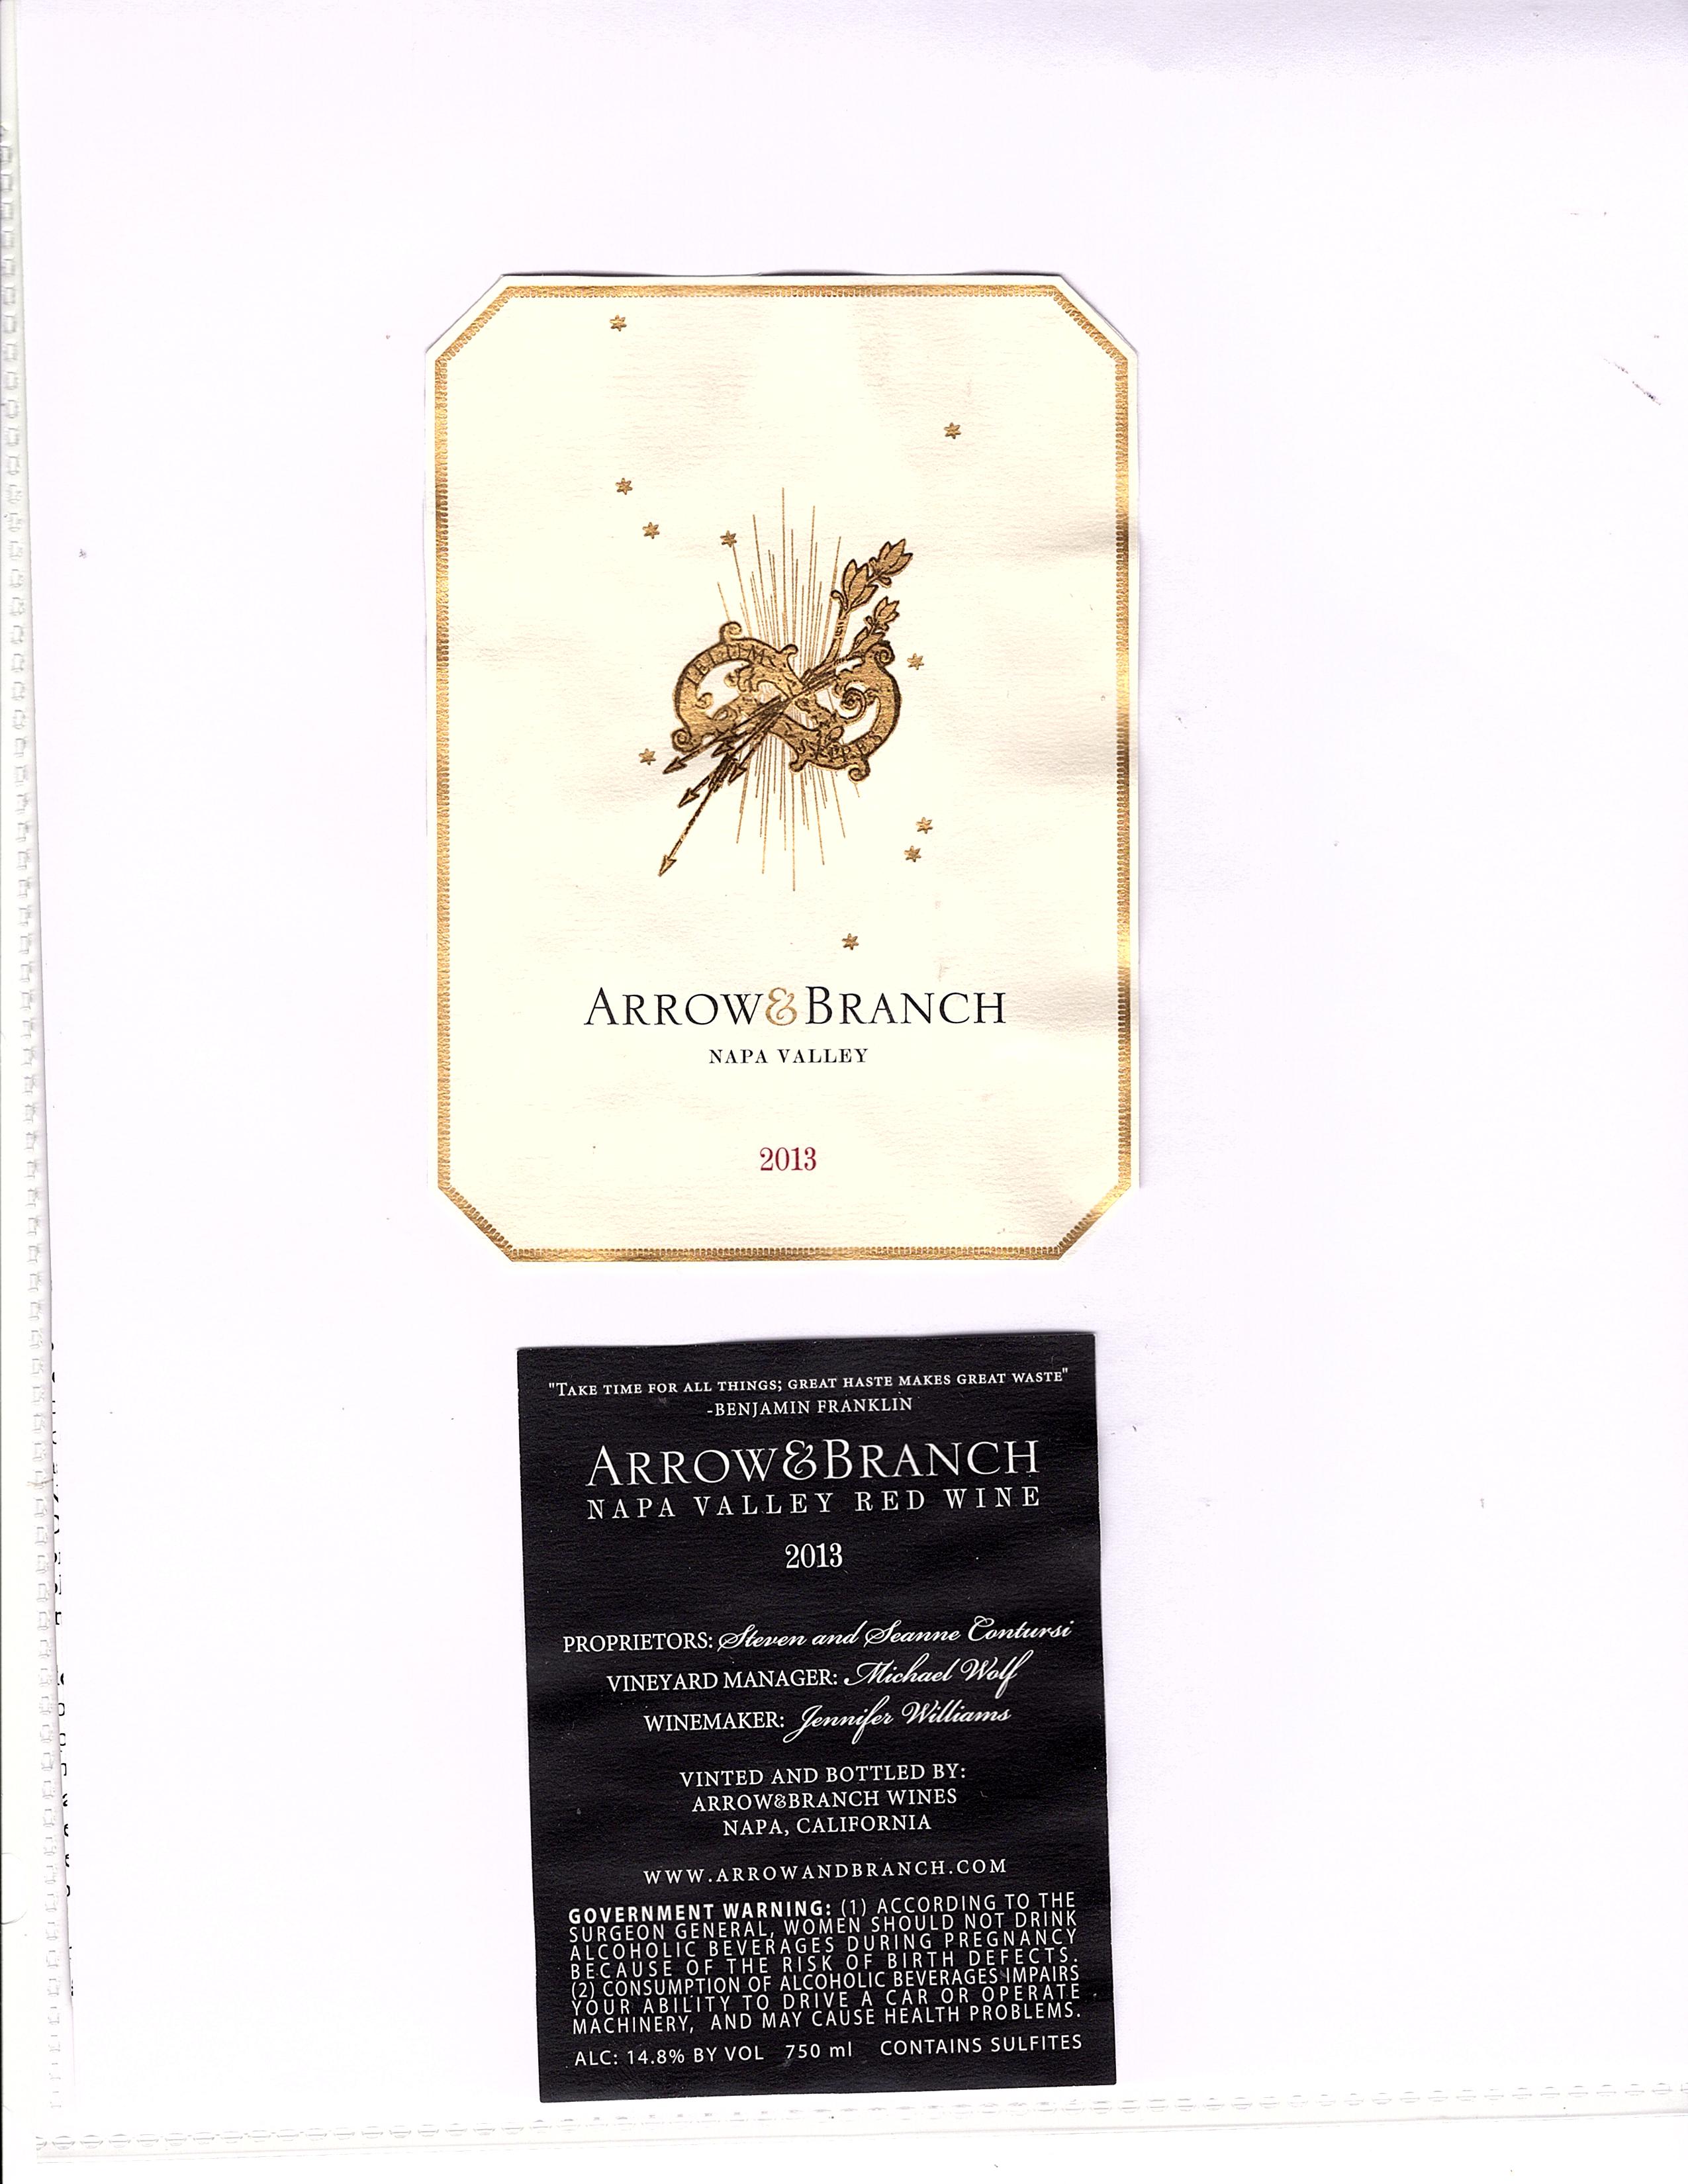 ARROW&BRANCH
NAPA VALLEY
2013
"TAKE TIME FOR ALL THINGS; GREAT HASTE MAKES GREAT WASTE"
-BENJAMIN FRANKLIN
ARROW&BRANCH
NAPA VALLEY RED WINE
2013
PROPRIETORS: Steven and Seanne Contursi
VINEYARD MANAGER: Michael Wolf
WINEMAKER: Jennifer Williams
VINTED AND BOTTLED BY:
ARROW&BRANCH WINES
NAPA, CALIFORNIA
WWW.ARROWANDBRANCH.COM
GOVERNMENT WARNING: (1) ACCORDING TO THE
SURGEON GENERAL, WOMEN SHOULD NOT DRINK
ALCOHOLIC BEVERAGES DURING PREGNANCY
BECAUSE OF THE RISK OF BIRTH DEFECTS.
(2) CONSUMPTION OF ALCOHOLIC BEVERAGES IMPAIRS
YOUR ABILITY TO DRIVE A CAR OR OPERATE
MACHINERY, AND MAY CAUSE HEALTH PROBLEMS.
ALC: 14.8% BY VOL 750 ml CONTAINS SULFITES